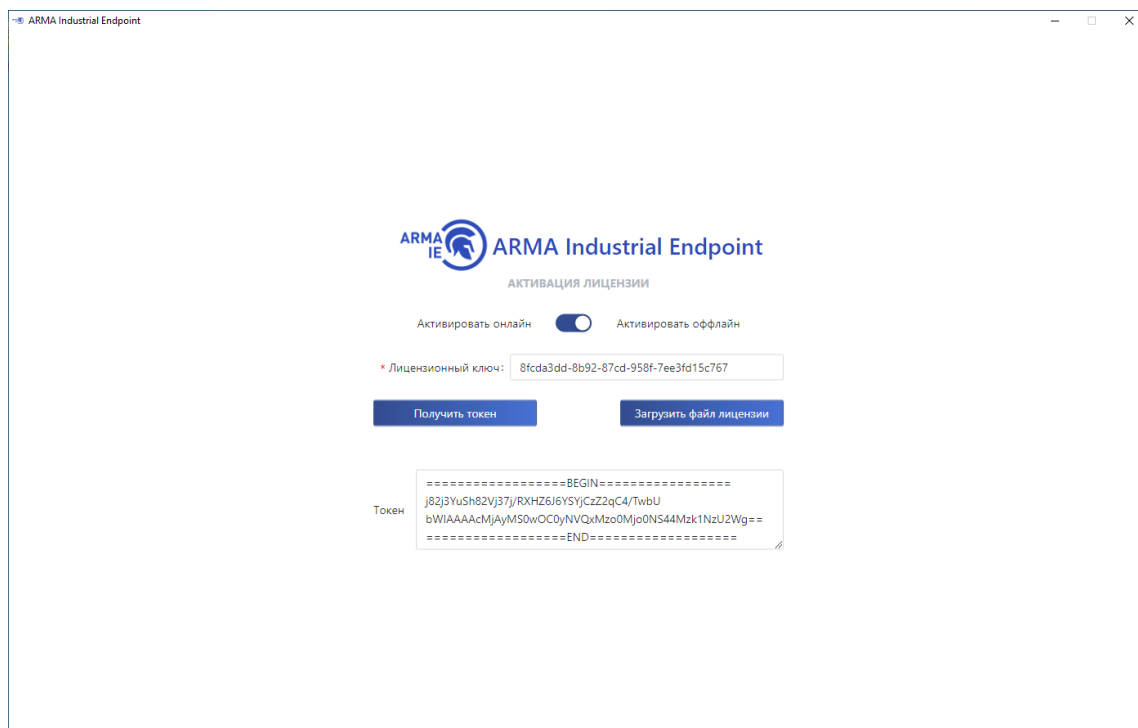 ARMA Industrial Endpoint
ARMA
IE
ARMA Industrial Endpoint
АКТИВАЦИЯ ЛИЦЕНЗИИ
Активировать онлайн Активировать оффлайн
* Лицензионный ключ: 8fcda3dd-8b92-87cd-958f-7ee3fd15c767
Получить токен Загрузить файл лицензии
Токен
==================BEGIN=================
j82j3YuSh82Vj37j/RXHZ6J6YSYjCzZ2qC4/TwbU
bWIAAAAcMjAyMS0wOC0yNVQxMzo0Mjo0NS44Mzk1NzU2Wg==
==================END===================